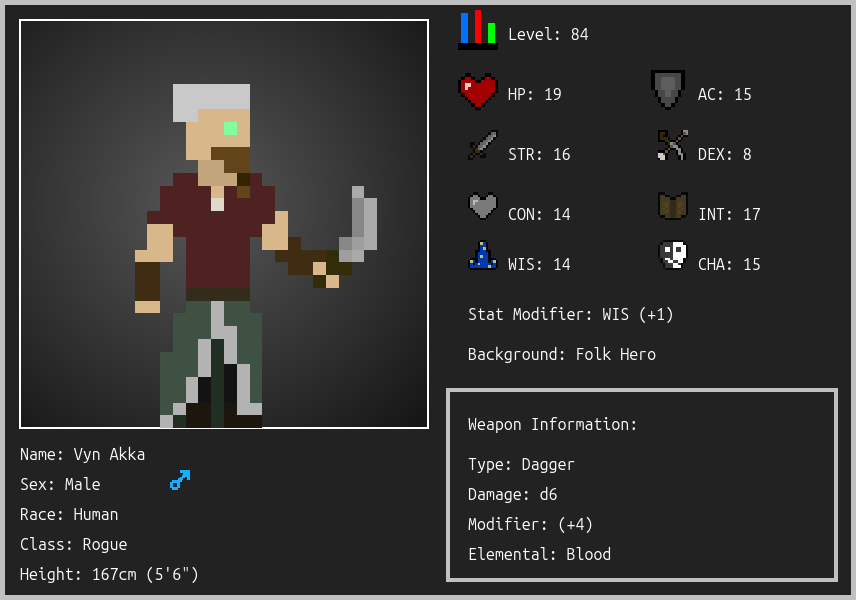 Level: 84
HP: 19
AC: 15
STR: 16
DEX: 8
CON: 14
INT: 17
WIS: 14
CHA: 15
Stat Modifier: WIS (+1)
Background: Folk Hero
Weapon Information:
Type: Dagger
Damage: d6
Modifier: (+4)
Elemental: Blood
Name: Vyn Akka
Sex: Male
Race: Human
Class: Rogue
Height: 167cm (5'6")